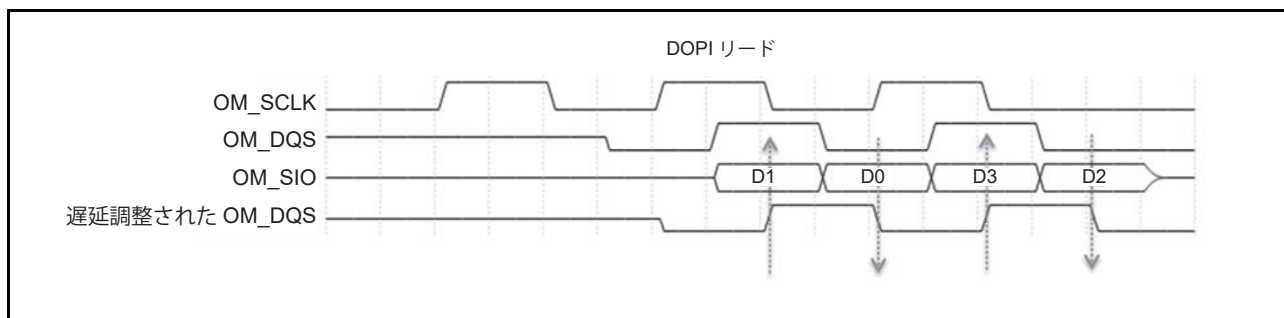 DOPI リード
OM_SCLK
OM_DQS
OM_SIO
D1
D0
D3
D2
遅延調整された OM_DQS